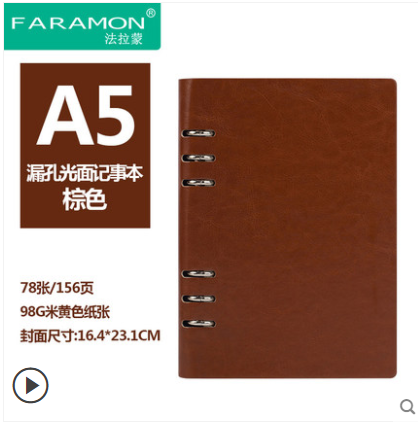 FARAMON®
法拉蒙
A5
漏孔光面记事本
棕色
78张/156页
98G米黄色纸张
封面尺寸:16.4*23.1CM